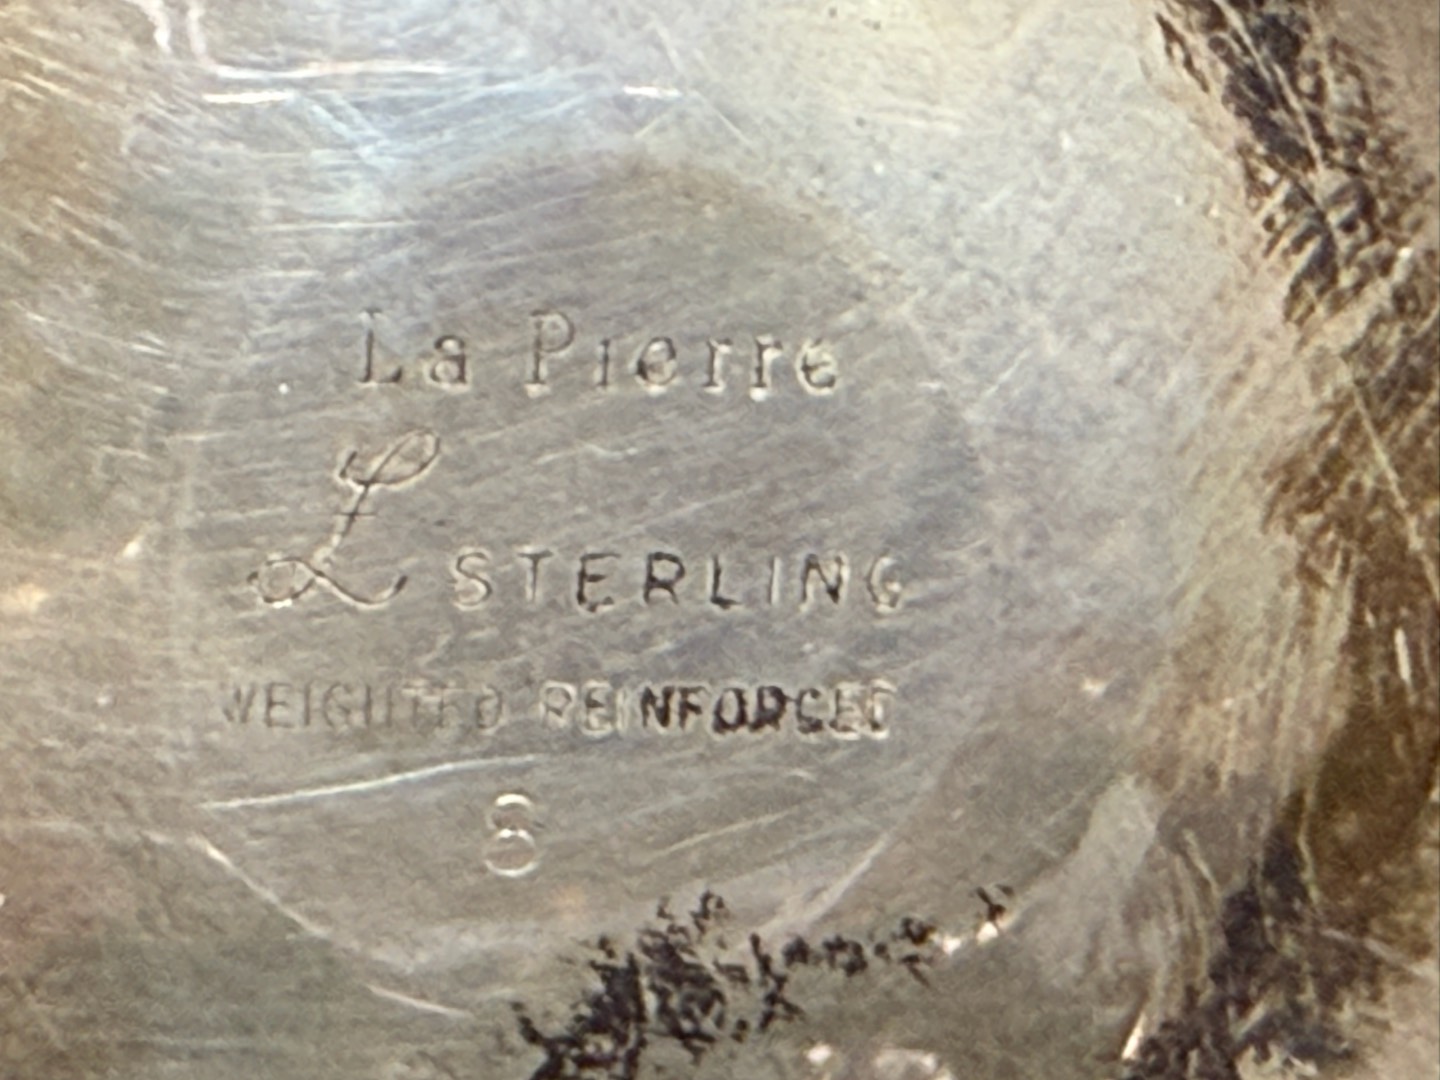 La Pierre
L STERLING
WEIGHTED REINFORCED
8